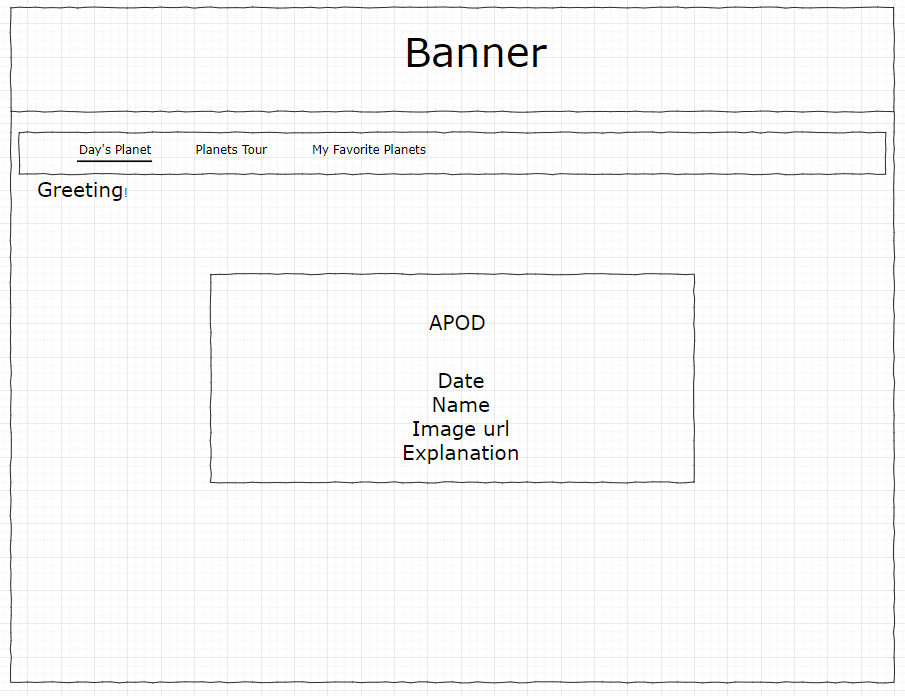 Banner
Day's Planet Planets Tour My Favorite Planets
Greeting!
APOD
Date
Name
Image url
Explanation